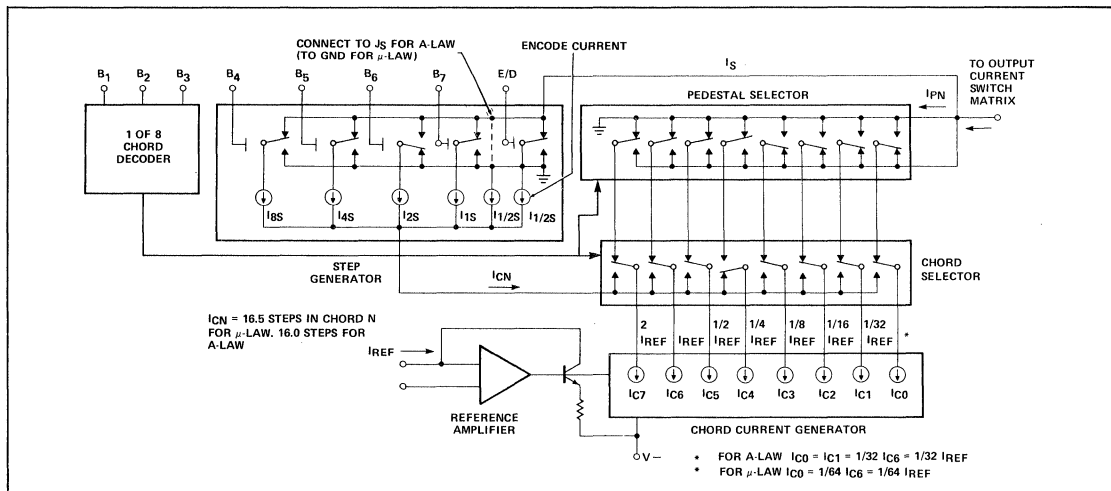 CONNECT TO JS FOR A-LAW
(TO GND FOR μ-LAW)
ENCODE CURRENT
B1 B2 B3 B4 B5 B6 B7 E/D
IS
TO OUTPUT
CURRENT
SWITCH
MATRIX
IPN
PEDESTAL SELECTOR
1 OF 8
CHORD
DECODER
I8S I4S I2S I1S I1/2S I1/2S
STEP
GENERATOR
ICN
CHORD
SELECTOR
ICN = 16.5 STEPS IN CHORD N
FOR μ-LAW. 16.0 STEPS FOR
A-LAW
IREF
2 1/2 1/4 1/8 1/16 1/32 *
IREF IREF IREF IREF IREF IREF IREF
IC7 IC6 IC5 IC4 IC3 IC2 IC1 IC0
REFERENCE
AMPLIFIER
CHORD CURRENT GENERATOR
V−
* FOR A-LAW IC0 = IC1 = 1/32 IC6 = 1/32 IREF
* FOR μ-LAW IC0 = 1/64 IC6 = 1/64 IREF